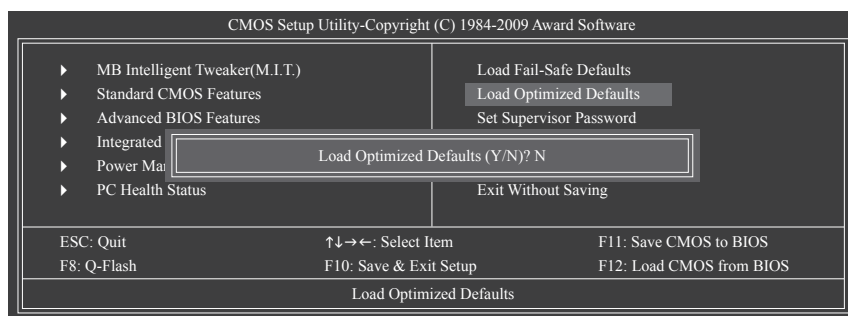 CMOS Setup Utility-Copyright (C) 1984-2009 Award Software
MB Intelligent Tweaker(M.I.T.)
Standard CMOS Features
Advanced BIOS Features
Integrated
Power
PC Health Status
Load Fail-Safe Defaults
Load Optimized Defaults
Set Supervisor Password
Exit Without Saving
Load Optimized Defaults (Y/N)? N
ESC: Quit ↑↓→←: Select Item F11: Save CMOS to BIOS
F8: Q-Flash F10: Save & Exit Setup F12: Load CMOS from BIOS
Load Optimized Defaults